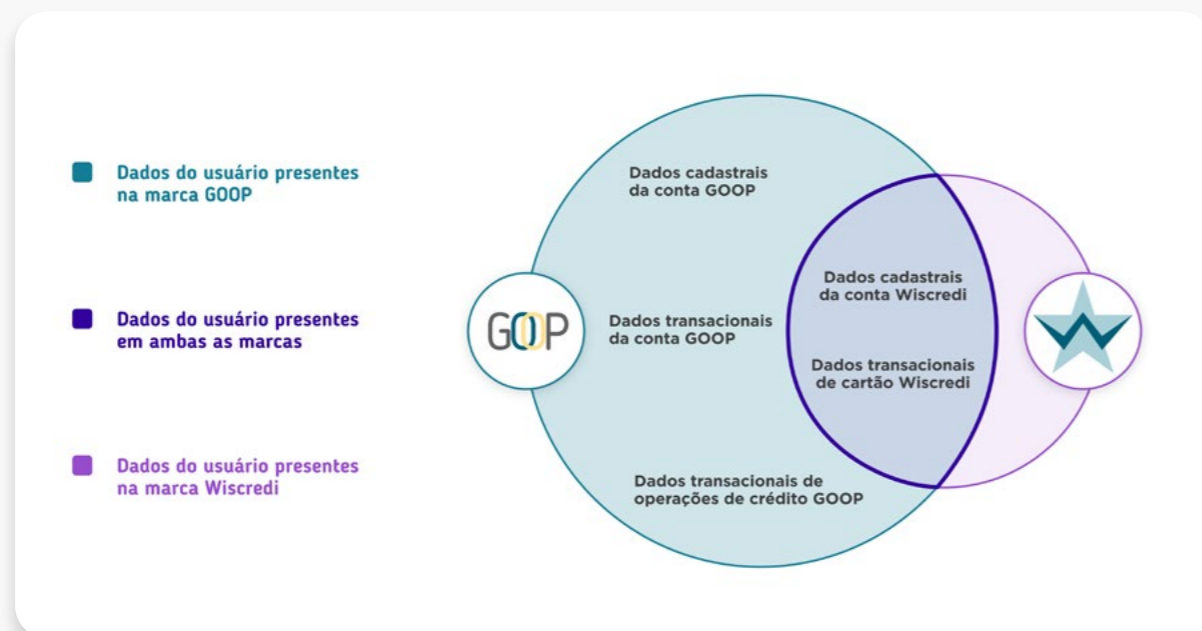 Dados do usuário presentes
na marca GOOP
Dados do usuário presentes
em ambas as marcas
Dados do usuário presentes
na marca Wiscredi
GOOP
Dados cadastrais
da conta GOOP
Dados transacionais
da conta GOOP
Dados transacionais de
operações de crédito GOOP
Dados cadastrais
da conta Wiscredi
Dados transacionais
de cartão Wiscredi